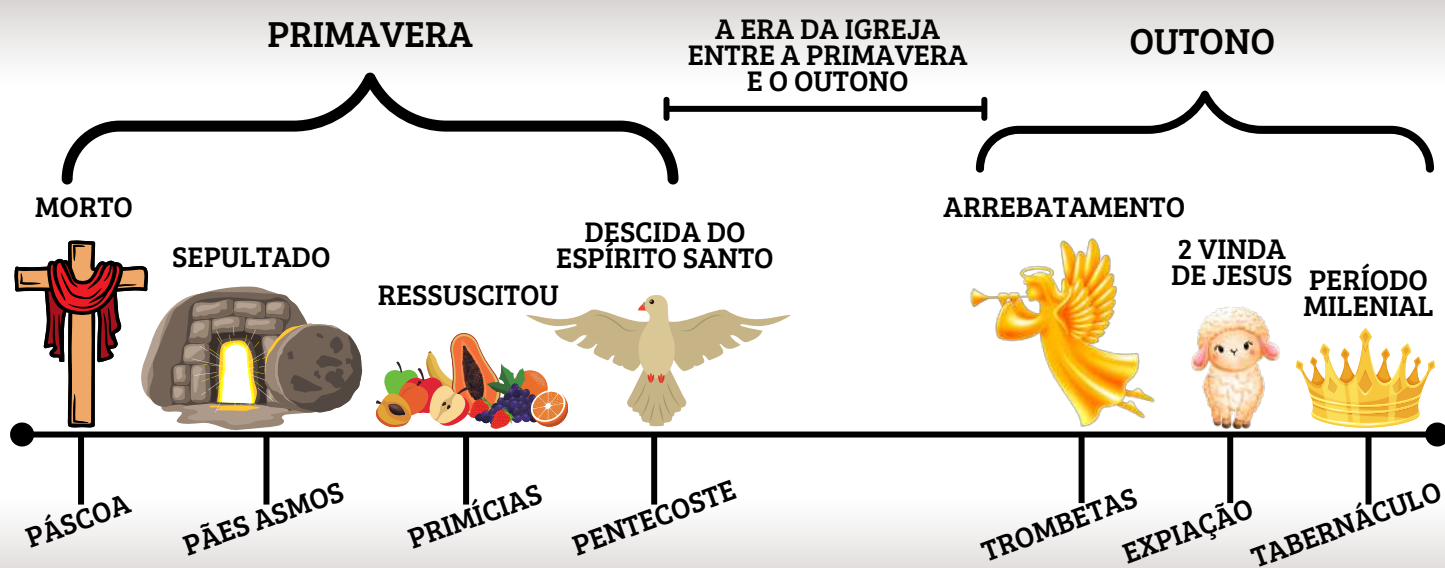 PRIMAVERA
A ERA DA IGREJA
ENTRE A PRIMAVERA
E O OUTONO
OUTONO
MORTO
SEPULTADO
RESSUSCITOU
DESCIDA DO
ESPÍRITO SANTO
ARREBATAMENTO
2 VINDA
DE JESUS
PERÍODO
MILENIAL
PÁSCOA
PÃES ASMOS
PRIMÍCIAS
PENTECOSTE
TROMBETAS
EXPIAÇÃO
TABERNÁCULO